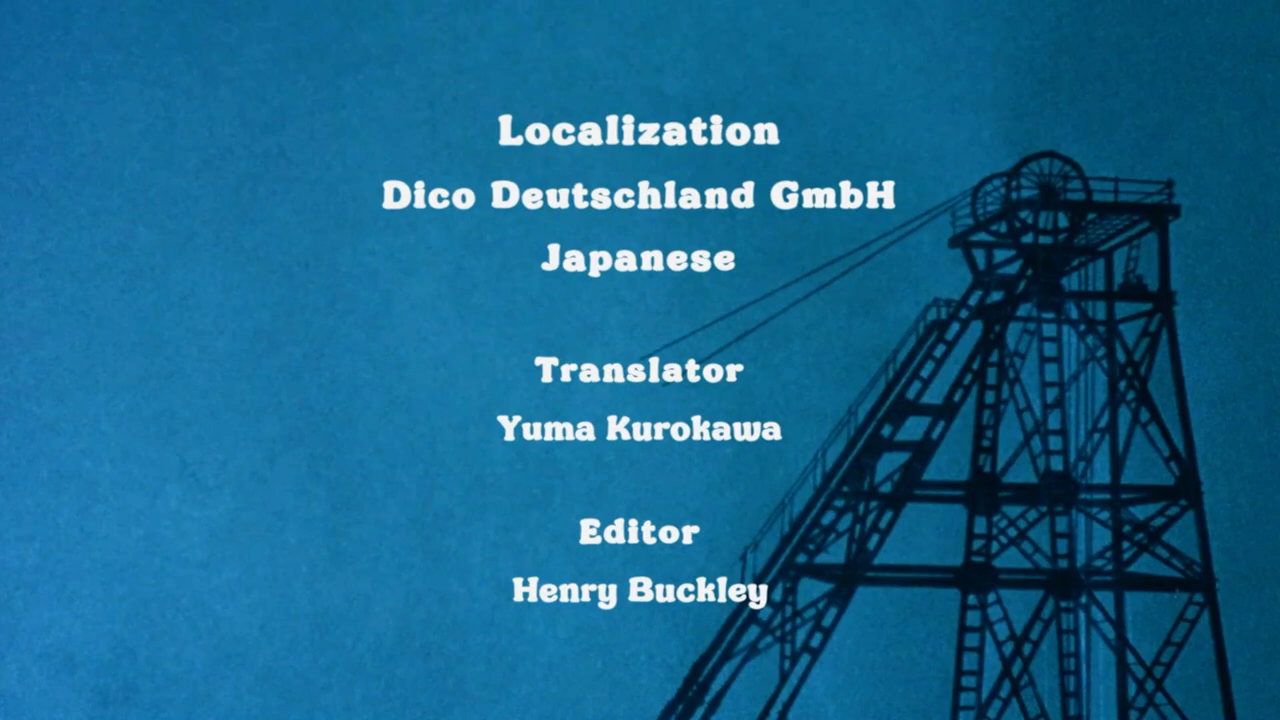 Localization
Dico Deutschland GmbH
Japanese
Translator
Yuma Kurokawa
Editor
Henry Buckley